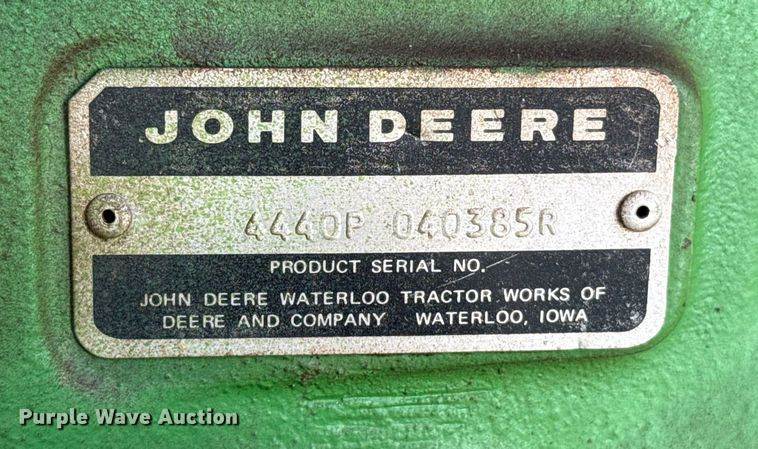 JOHN DEERE
4440P 040385R
PRODUCT SERIAL NO.
JOHN DEERE WATERLOO TRACTOR WORKS OF
DEERE AND COMPANY WATERLOO, IOWA
Purple Wave Auction